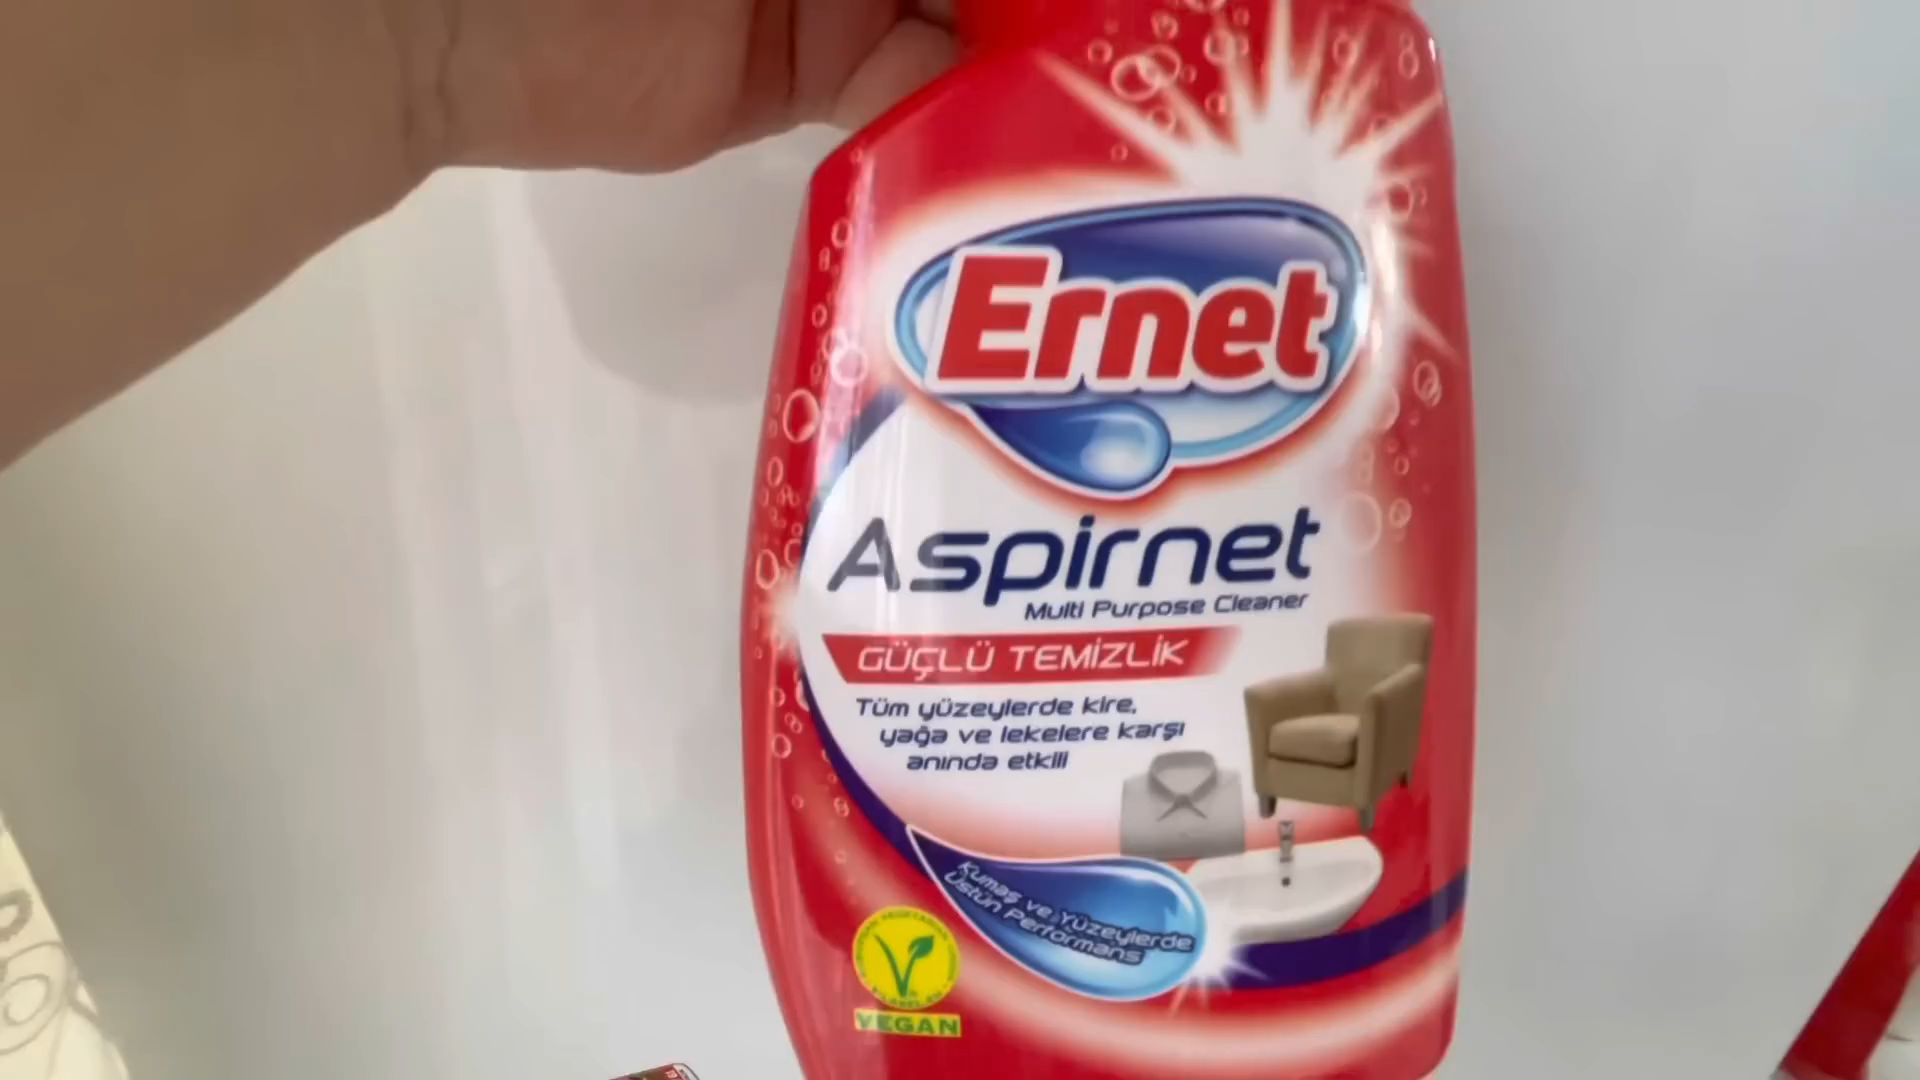 Ernet
Aspirnet
Multi Purpose Cleaner
GÜÇLÜ TEMİZLİK
Tüm yüzeylerde kire,
yağa ve lekelere karşı
anında etkili
Kumaş ve Yüzeylerde
Üstün Performans
VEGAN